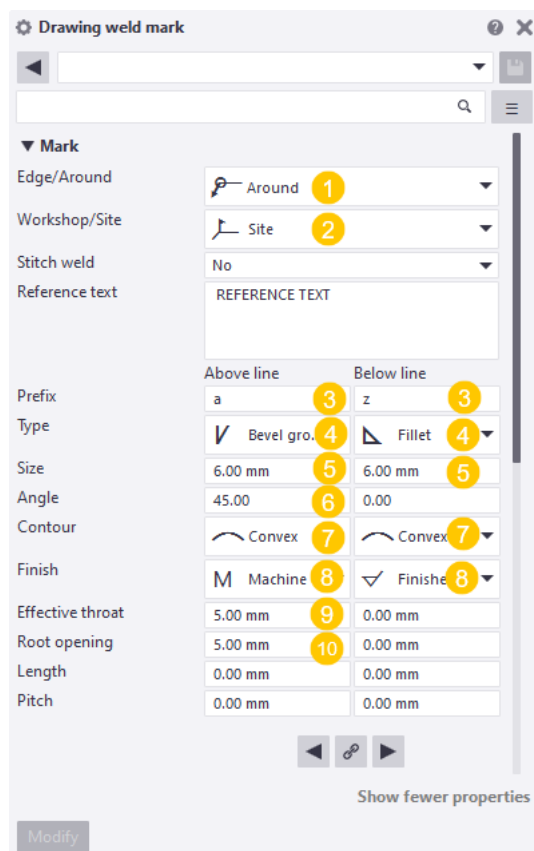 Drawing weld mark
▼ Mark
Edge/Around Around 1
Workshop/Site Site 2
Stitch weld No
Reference text REFERENCE TEXT
Above line Below line
Prefix a 3 z 3
Type Bevel gro. 4 Fillet 4
Size 6.00 mm 5 6.00 mm 5
Angle 45.00 6 0.00
Contour Convex 7 Convex 7
Finish M Machine 8 Finishe 8
Effective throat 5.00 mm 9 0.00 mm
Root opening 5.00 mm 10 0.00 mm
Length 0.00 mm 0.00 mm
Pitch 0.00 mm 0.00 mm
Show fewer properties
Modify